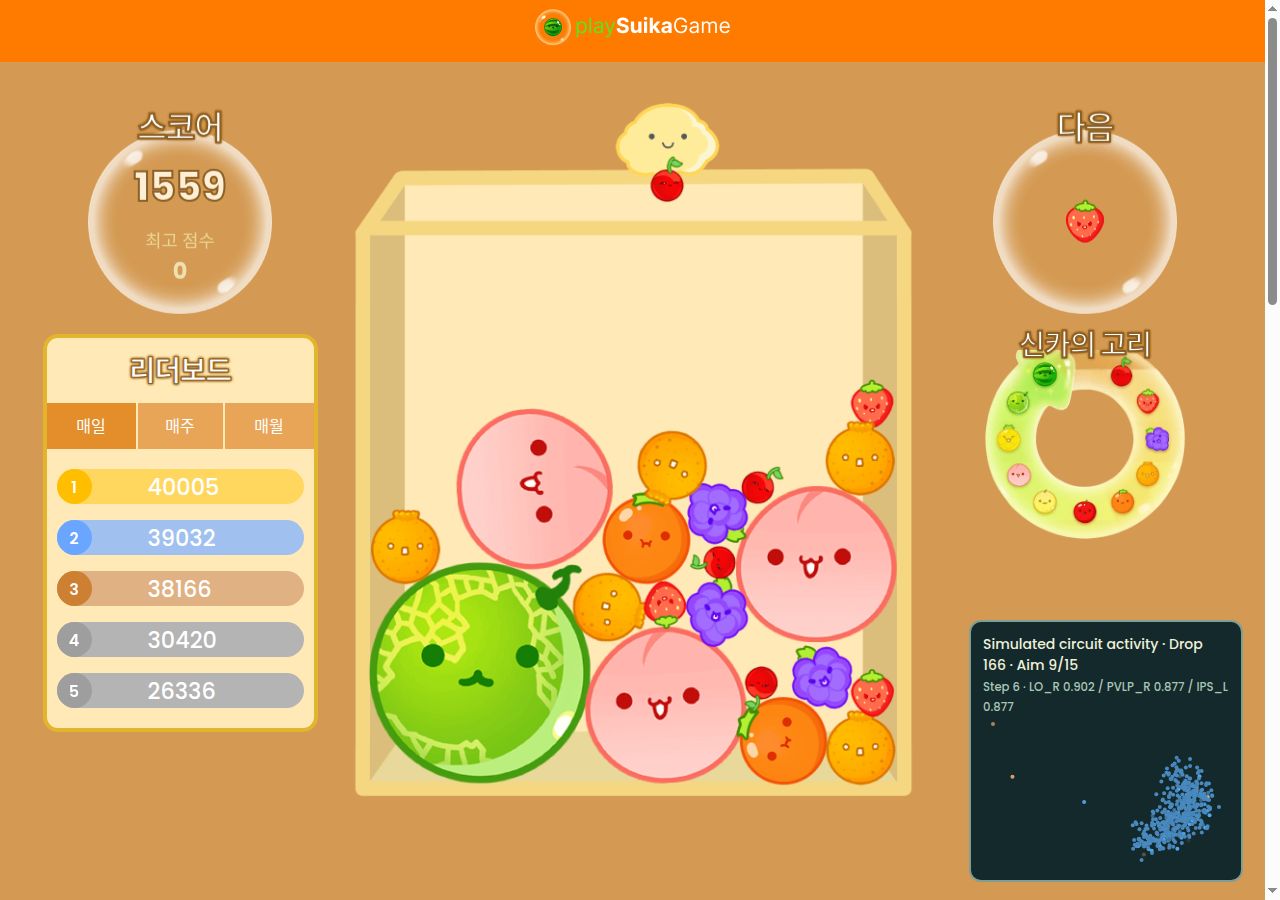 playSuikaGame
스코어
1559
최고 점수
0
다음
리더보드
매일
매주
매월
1 40005
2 39032
3 38166
4 30420
5 26336
신카의 고리
Simulated circuit activity · Drop
166 · Aim 9/15
Step 6 · LO_R 0.902 / PVLP_R 0.877 / IPS_L
0.877